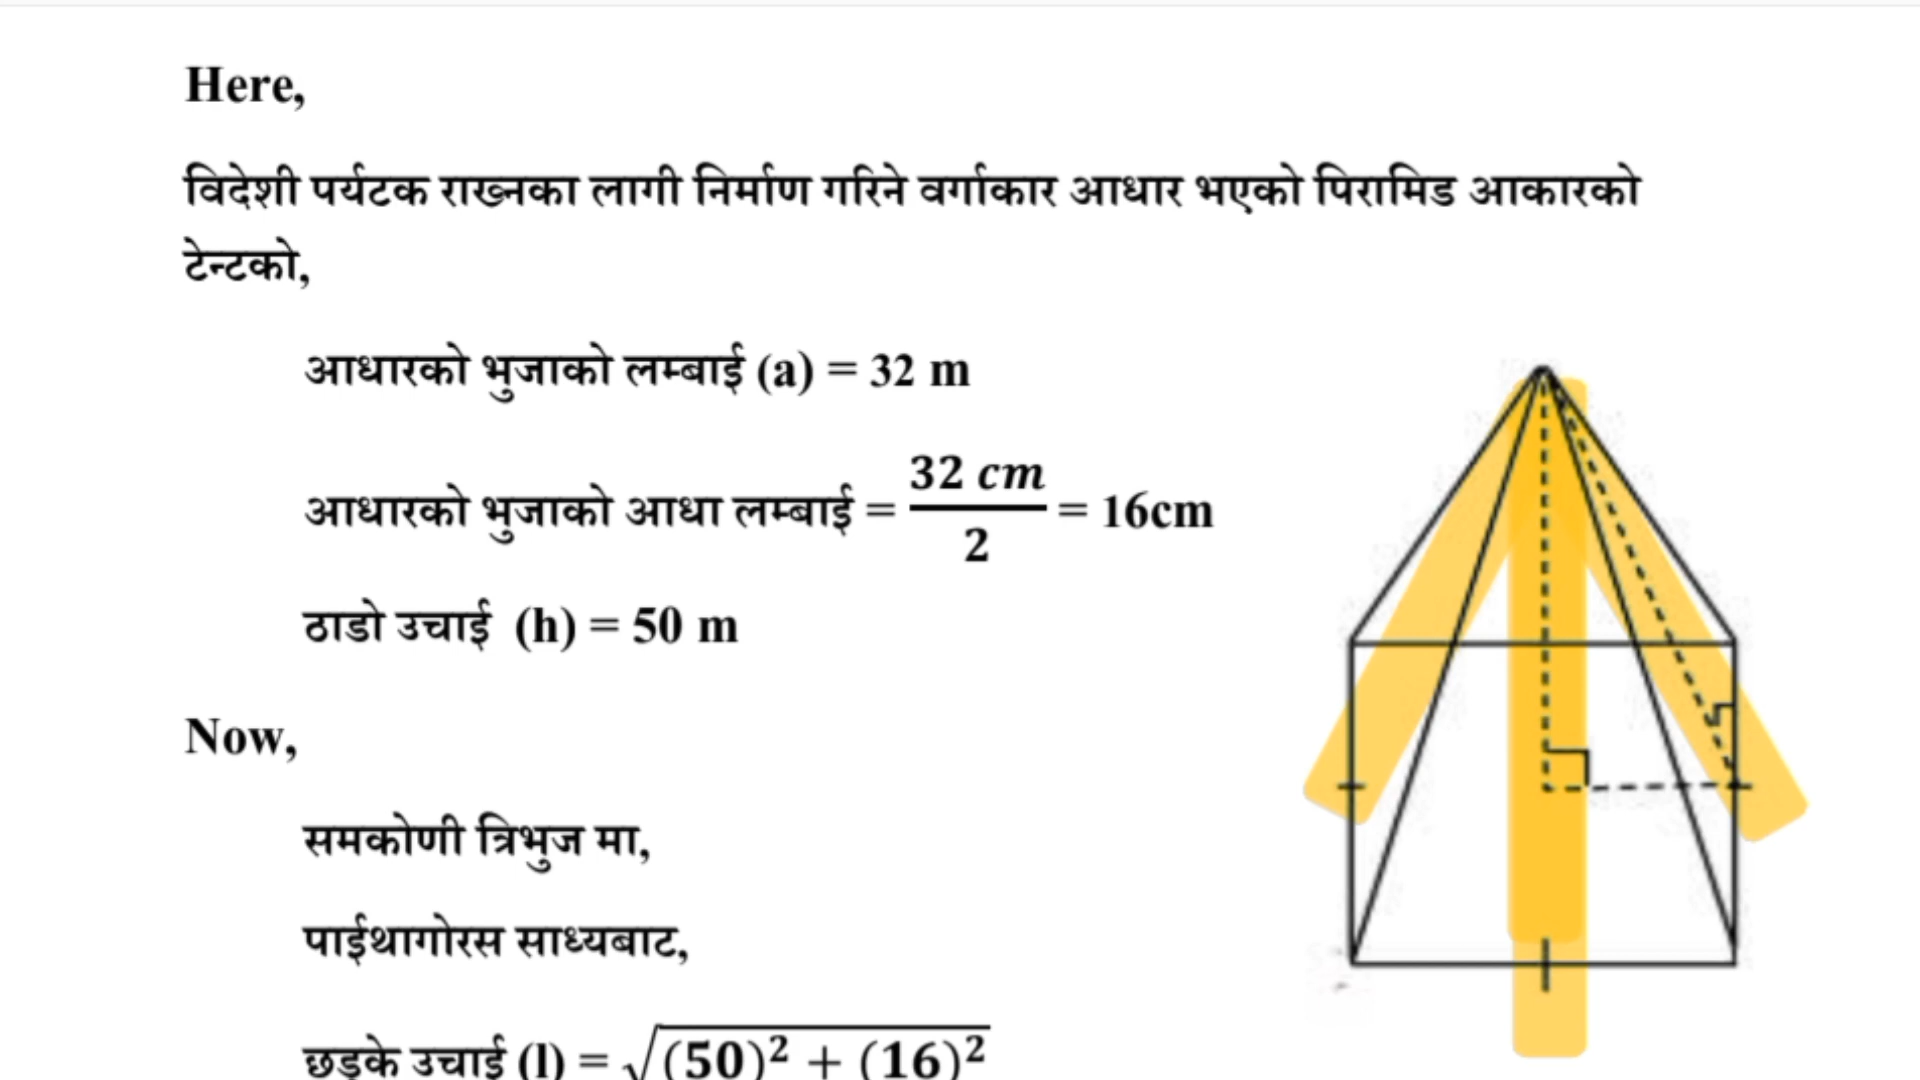 Here,
विदेशी पर्यटक राख्नका लागी निर्माण गरिने वर्गाकार आधार भएको पिरामिड आकारको
टेन्टको,
आधारको भुजाको लम्बाई (a) = 32 m
आधारको भुजाको आधा लम्बाई = 32 cm / 2 = 16cm
ठाडो उचाई (h) = 50 m
Now,
समकोणी त्रिभुज मा,
पाईथागोरस साध्यबाट,
छड्के उचाई (l) = √(50)² + (16)²